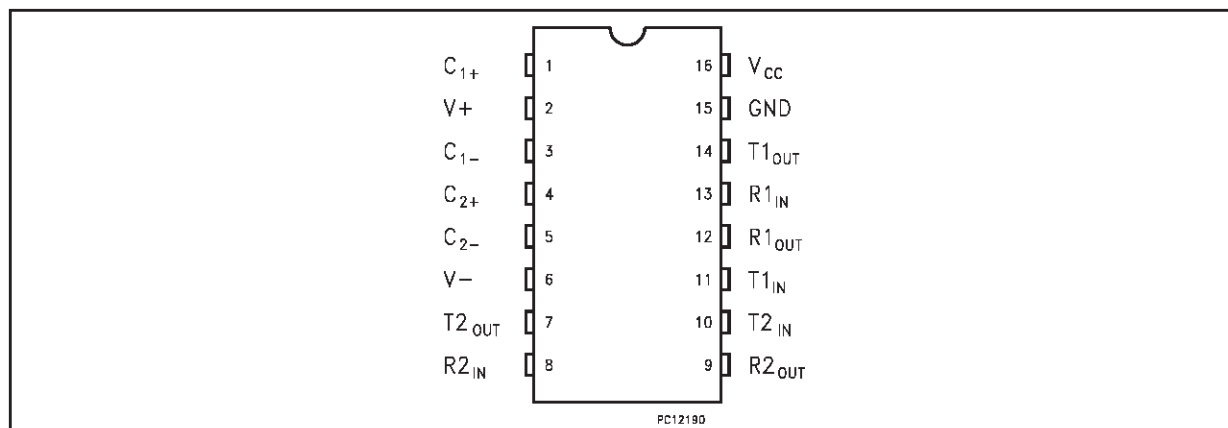 C1+ 1 16 VCC
V+ 2 15 GND
C1− 3 14 T1OUT
C2+ 4 13 R1IN
C2− 5 12 R1OUT
V− 6 11 T1IN
T2OUT 7 10 T2IN
R2IN 8 9 R2OUT
PC12190